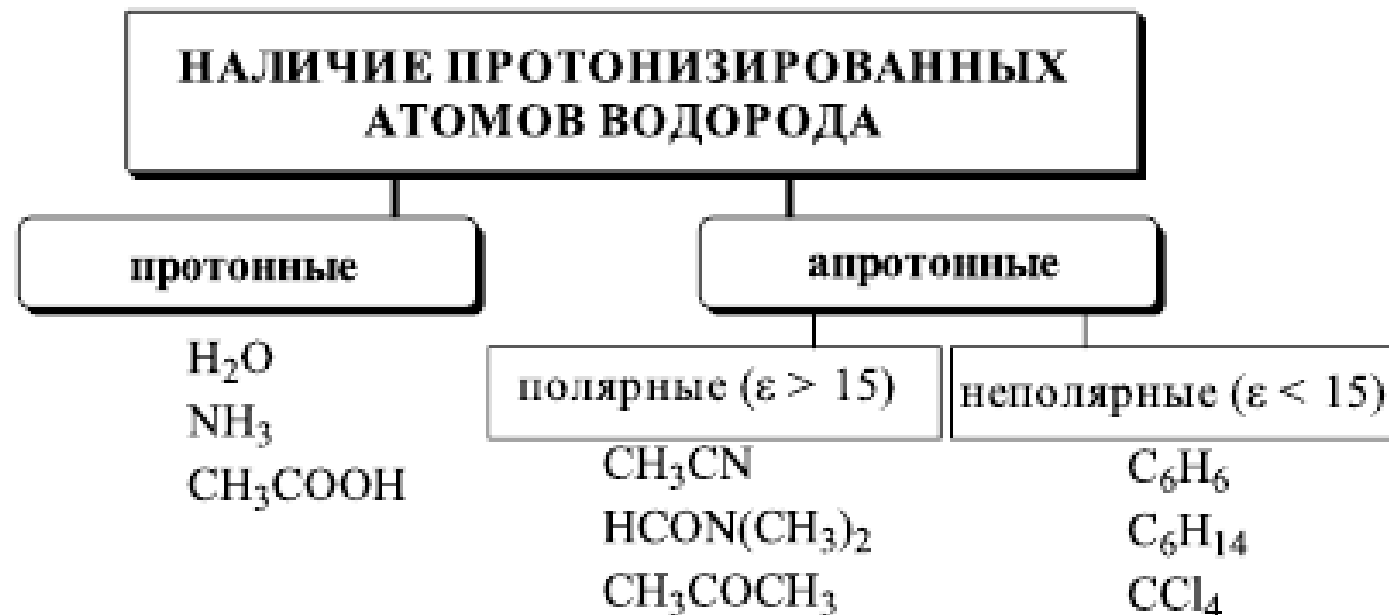 НАЛИЧИЕ ПРОТОНИЗИРОВАННЫХ
АТОМОВ ВОДОРОДА
протонные
H₂O
NH₃
CH₃COOH
апротонные
полярные (ε > 15)
CH₃CN
HCON(CH₃)₂
CH₃COCH₃
неполярные (ε < 15)
C₆H₆
C₆H₁₄
CCl₄